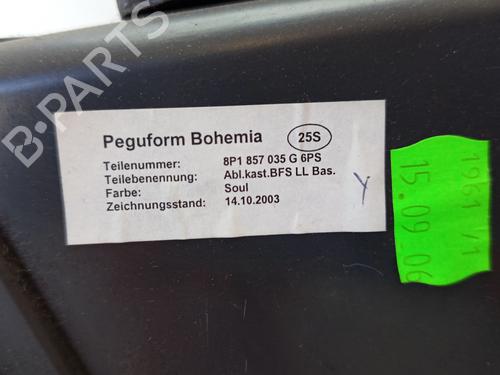 Peguform Bohemia 25S
Teilenummer: 8P1 857 035 G 6PS
Teilebenennung: Abl.kast.BFS LL Bas.
Farbe: Soul
Zeichnungsstand: 14.10.2003
Y
1961 /1
15.09.06
B-PARTS